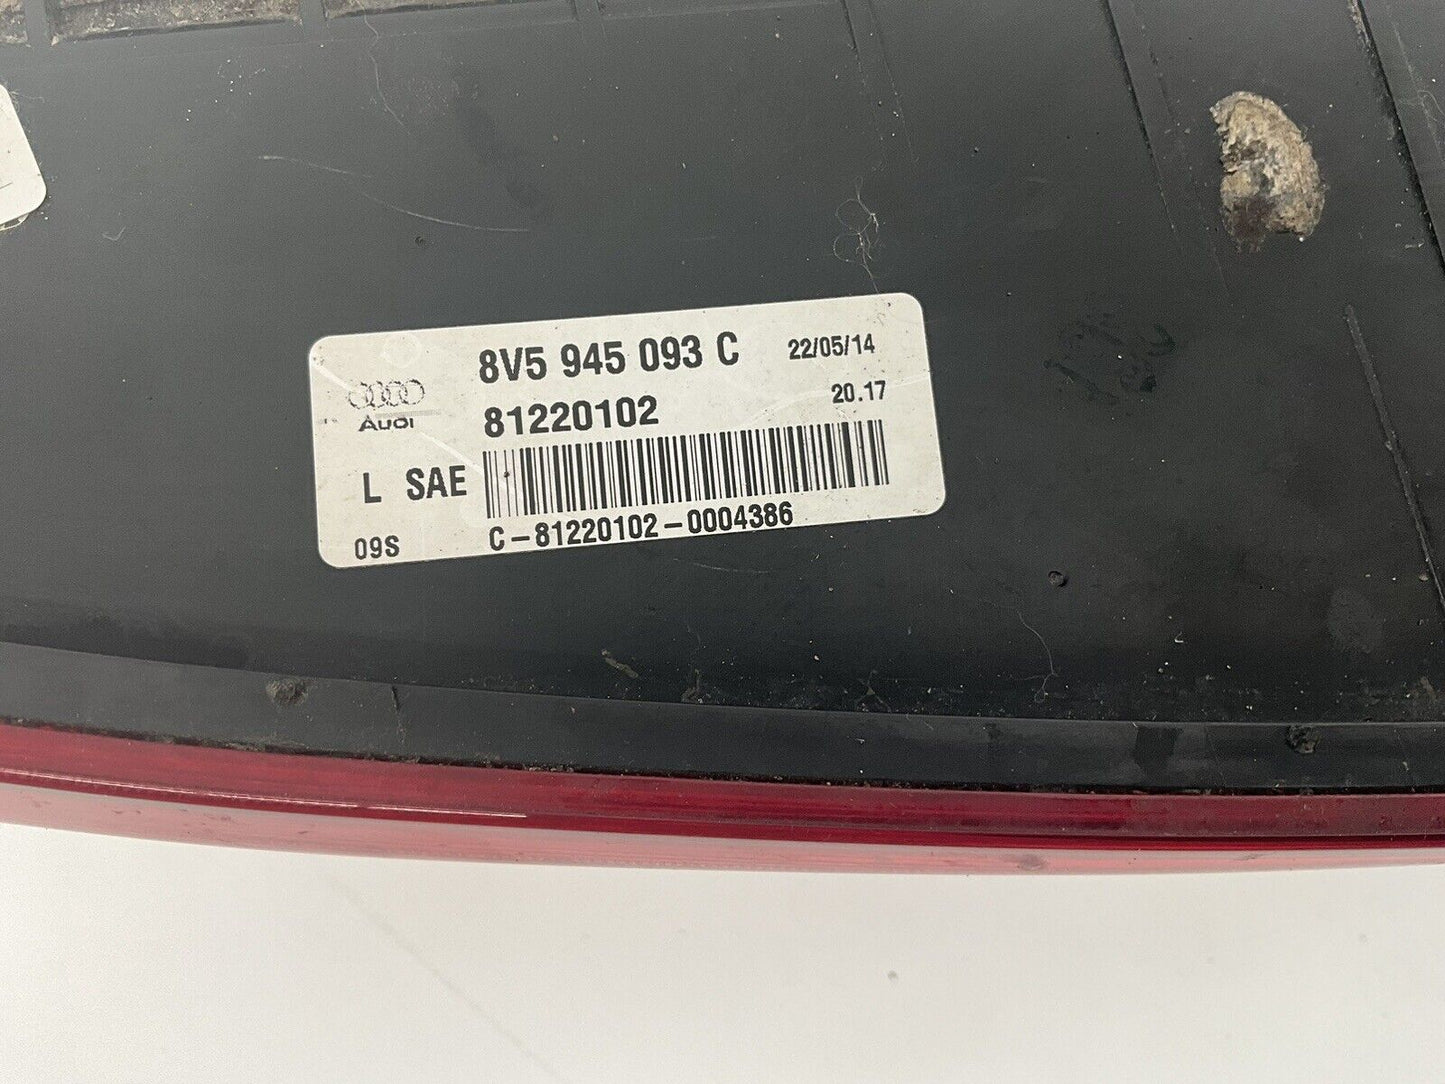 8V5 945 093 C 22/05/14
20.17
Audi
81220102
L SAE
09S
C-81220102-0004386